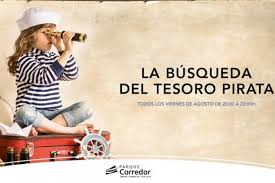 LA BÚSQUEDA
DEL TESORO PIRATA
TODOS LOS VIERNES DE AGOSTO DE 20:00 A 22:00H.
PARQUE
Corredor